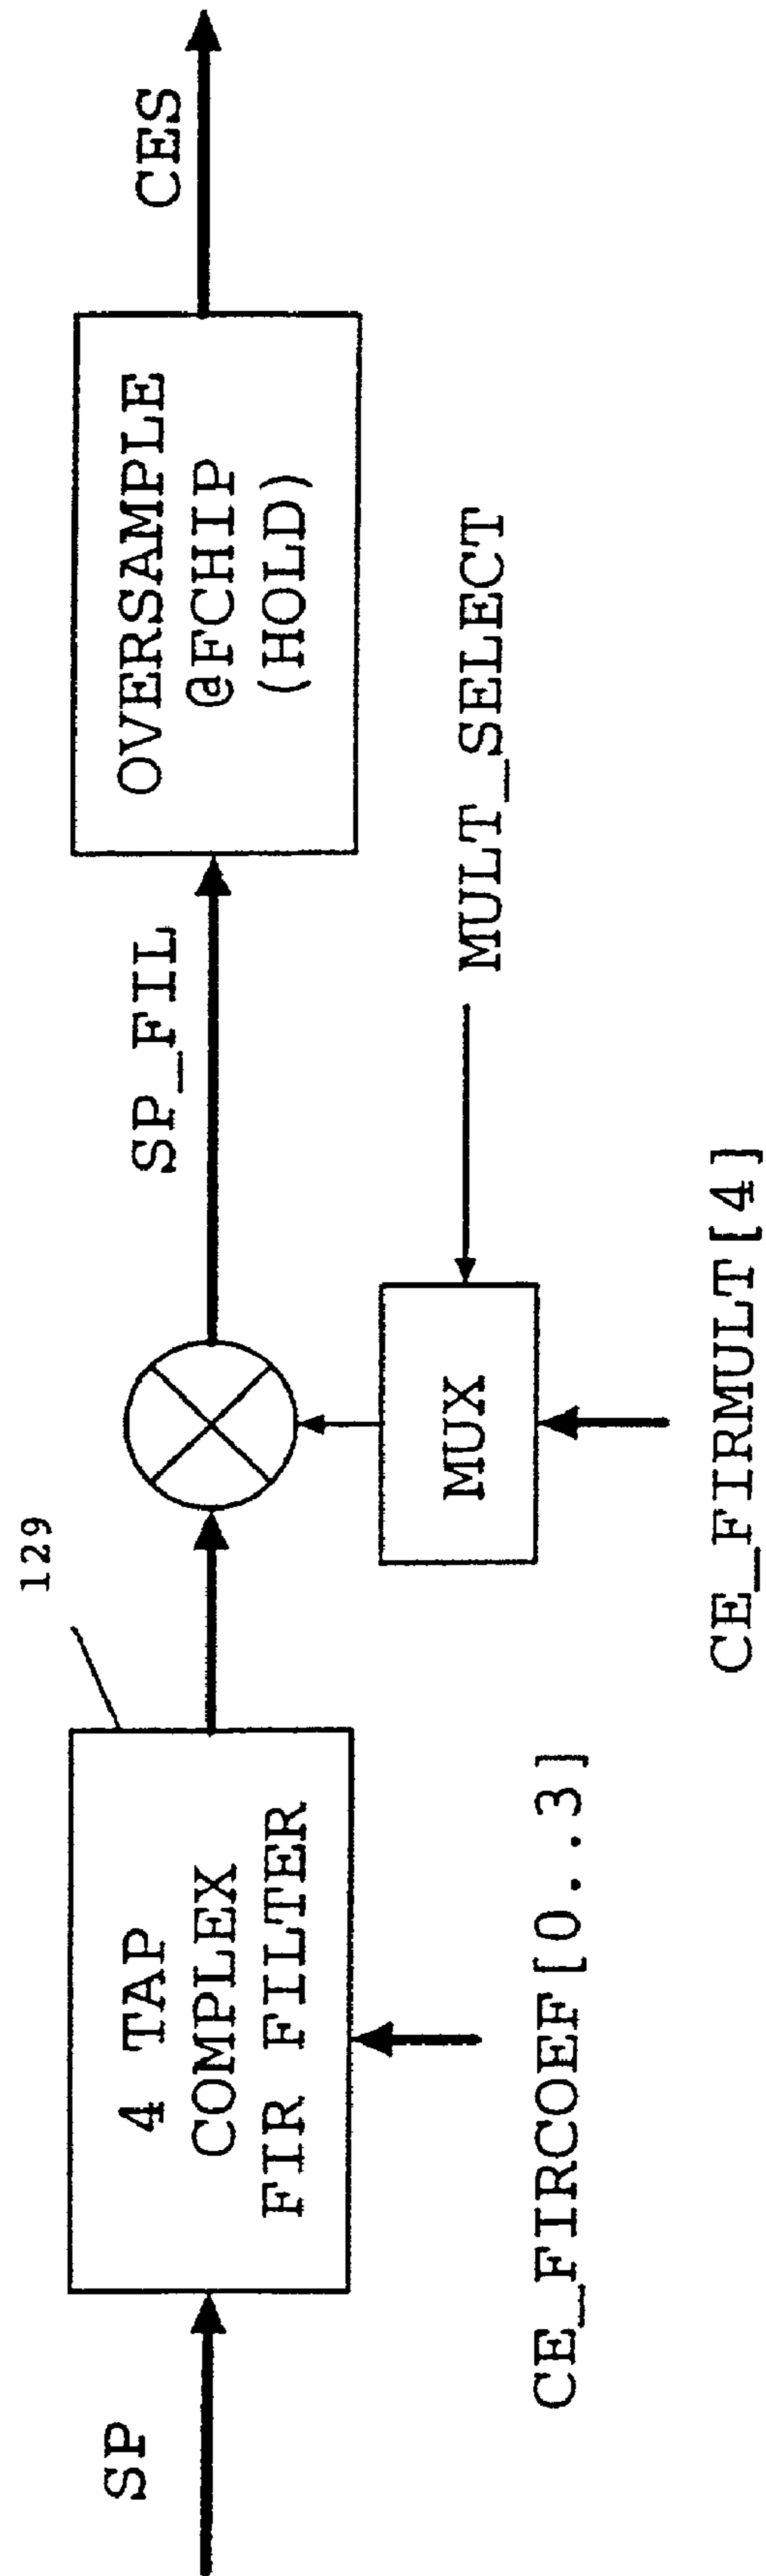 SP
4 TAP
COMPLEX
FIR FILTER
129
CE_FIRCOEF[0..3]
SP_FIL
MUX
MULT_SELECT
CE_FIRMULT[4]
OVERSAMPLE
@FCHIP
(HOLD)
CES